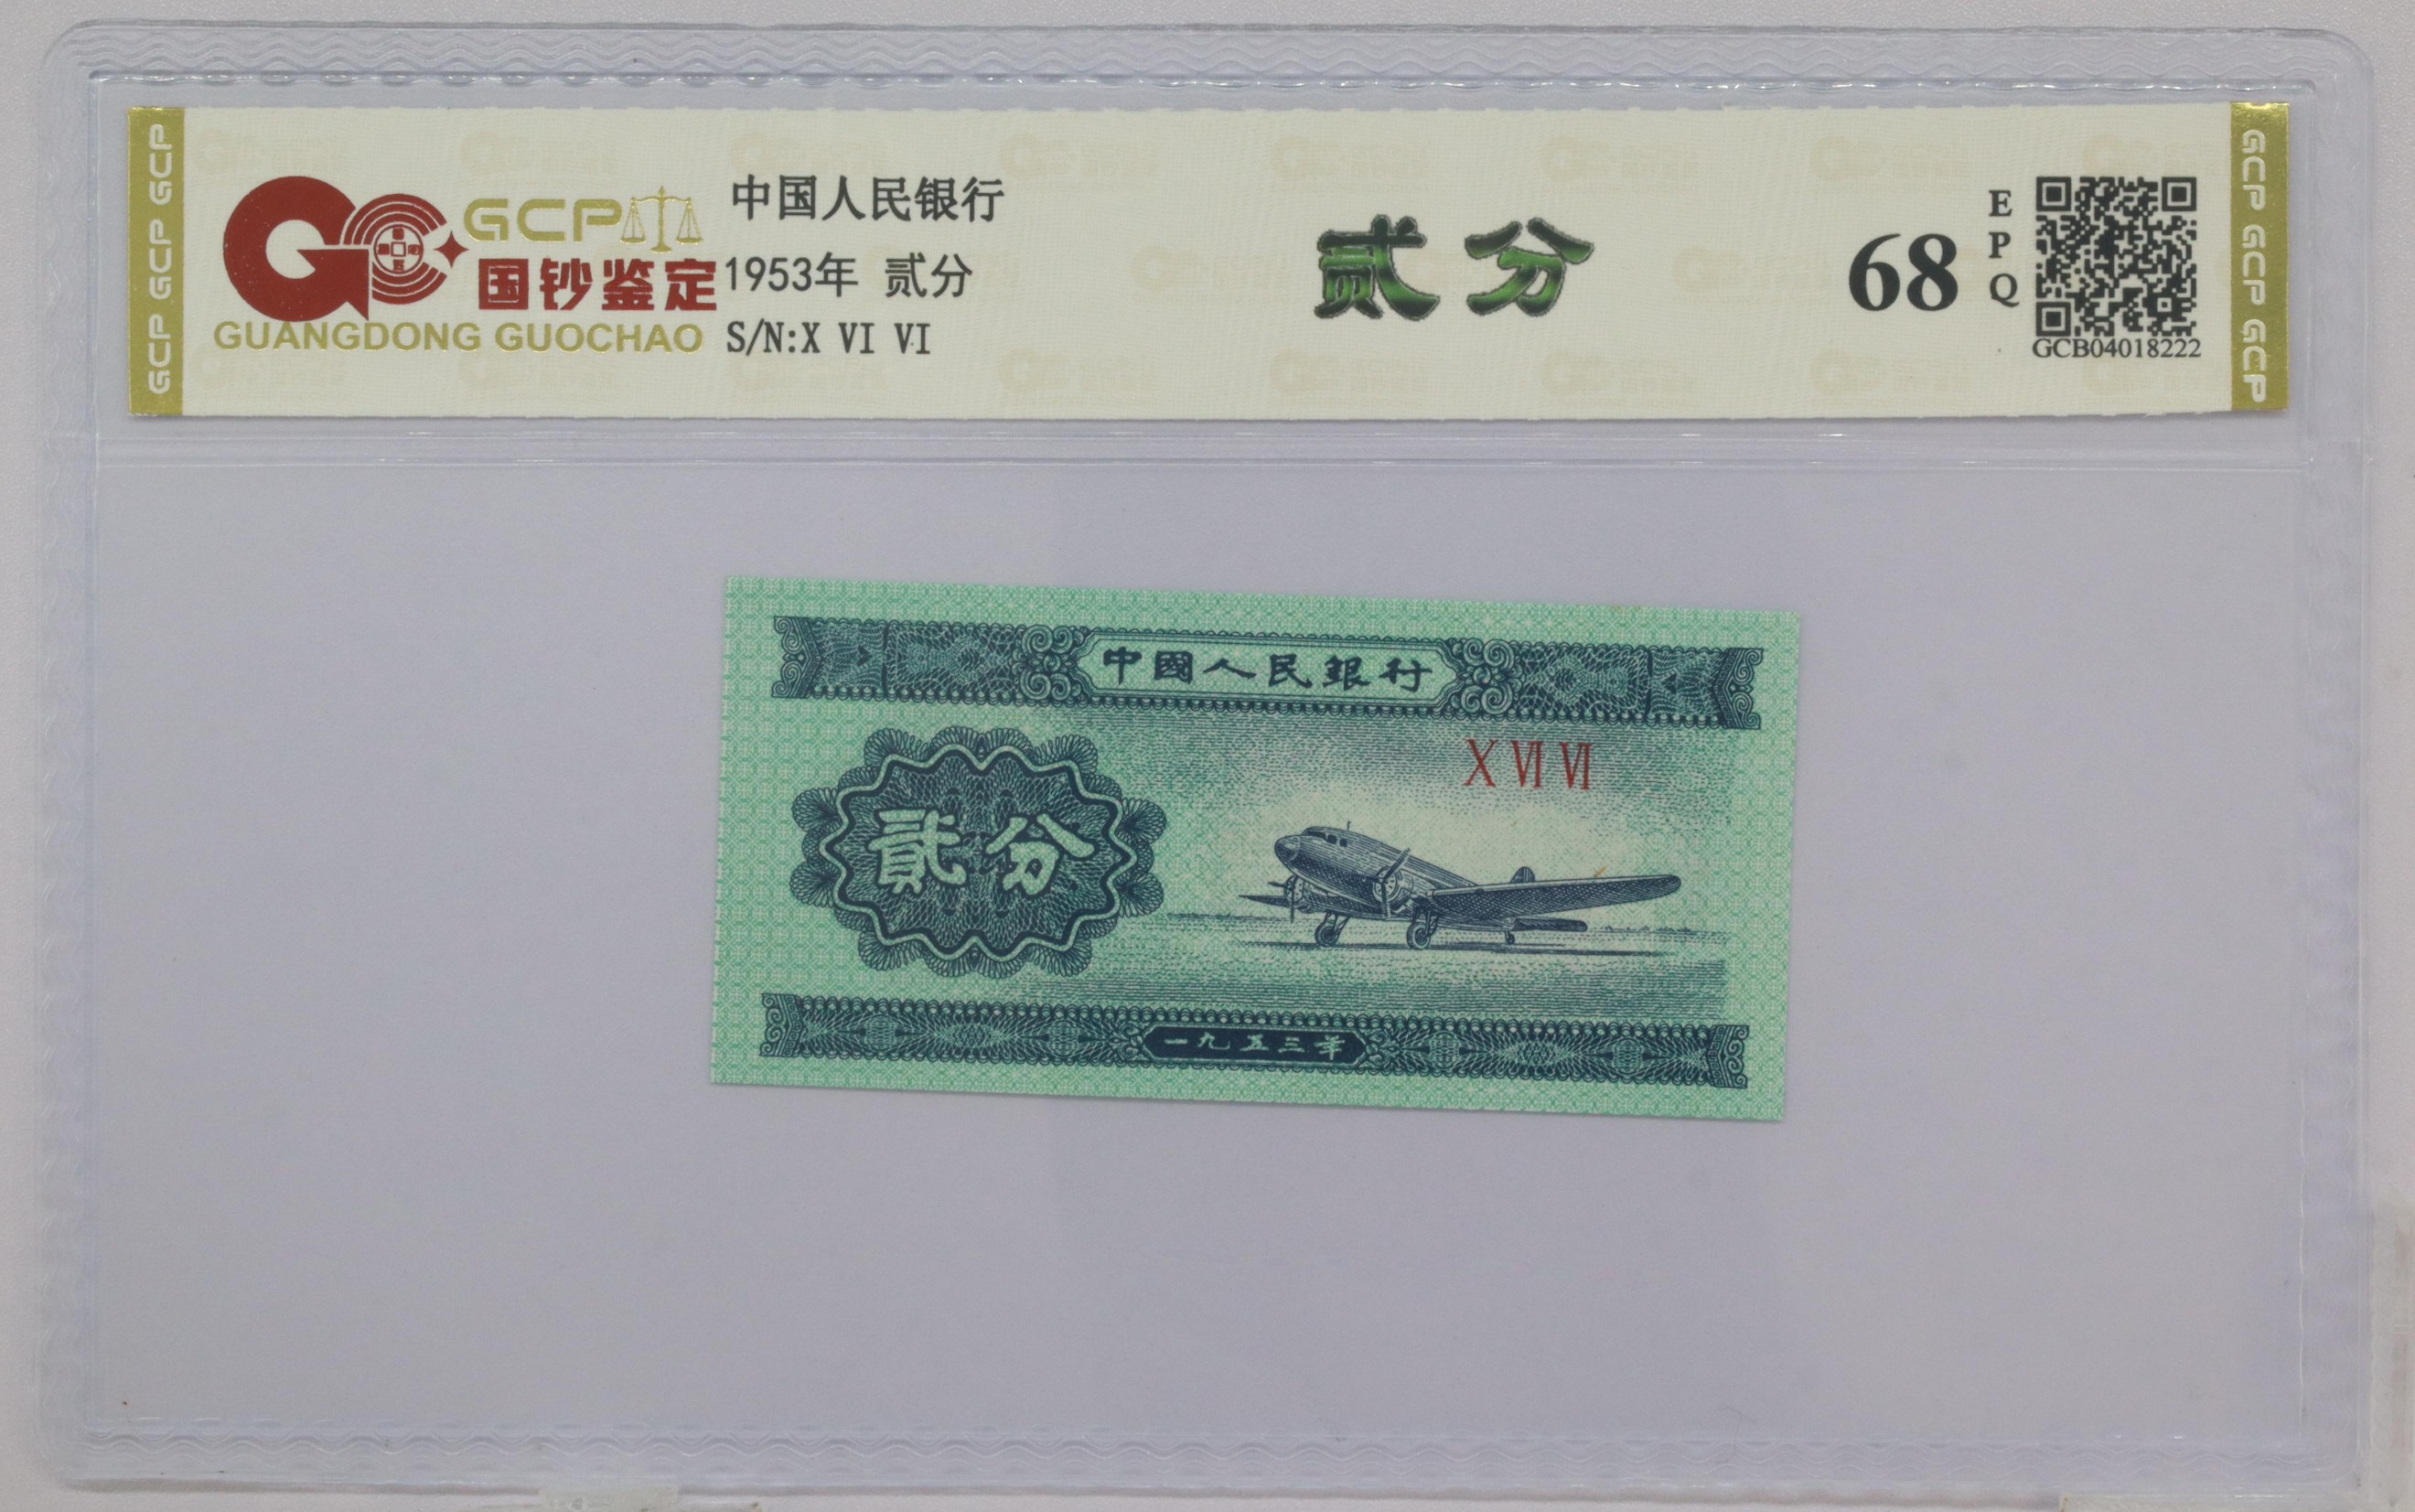 GCP GCP GCP
GCP
国钞鉴定
GUANGDONG GUOCHAO
中国人民银行
1953年 贰分
S/N:X VI VI
贰分
68
EPQ
GCB04018222
GCP GCP GCP
中國人民銀行
X VI VI
貳分
一九五三年